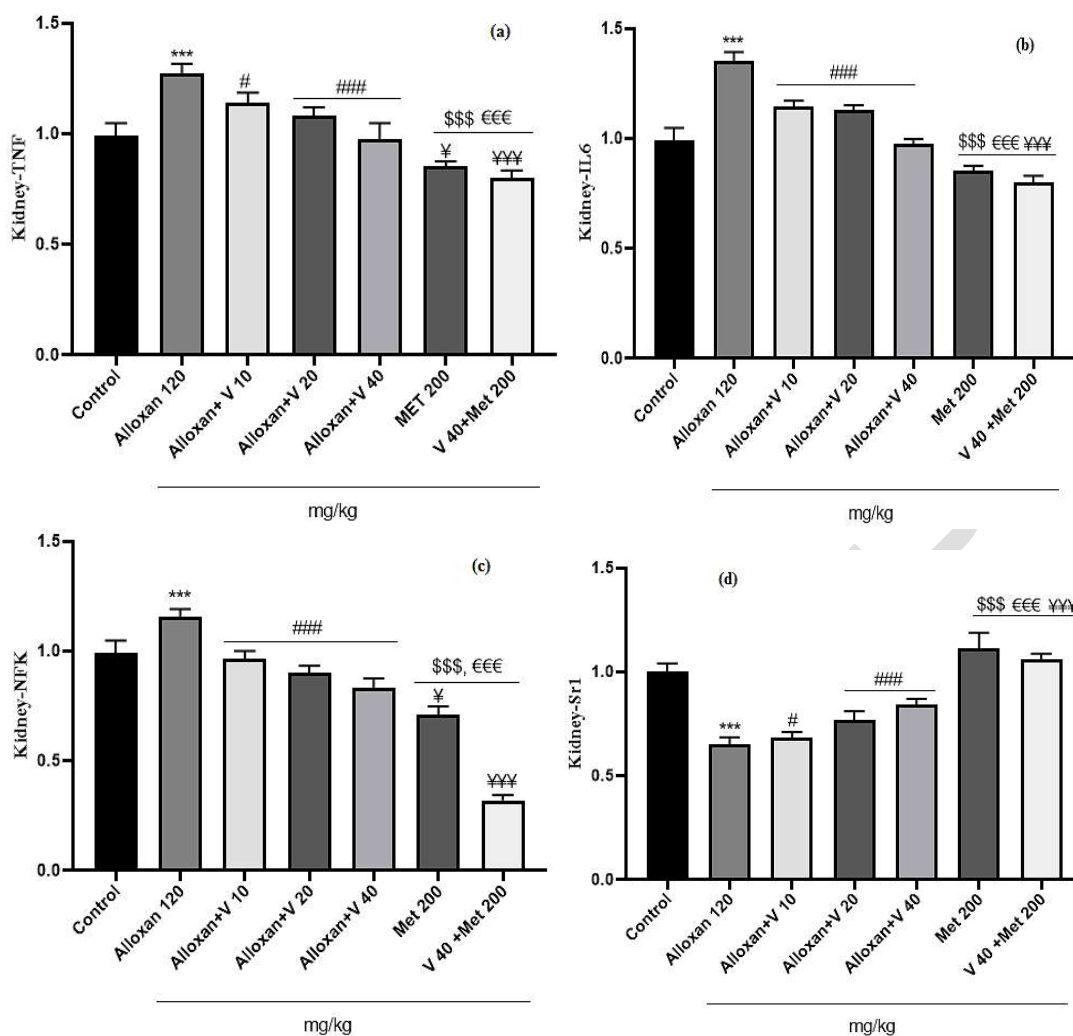 (a)
Kidney-TNF
1.5
1.0
0.5
0.0
***
#
###
$$$ €€€
¥
¥¥¥
Control
Alloxan 120
Alloxan+ V 10
Alloxan+V 20
Alloxan+V 40
MET 200
V 40+Met 200
mg/kg
(b)
Kidney-IL6
1.5
1.0
0.5
0.0
***
###
$$$ €€€ ¥¥¥
Control
Alloxan 120
Alloxan+V 10
Alloxan+V 20
Alloxan+V 40
Met 200
V 40 +Met 200
mg/kg
(c)
Kidney-NFK
1.5
1.0
0.5
0.0
***
###
$$$, €€€
¥
¥¥¥
Control
Alloxan 120
Alloxan+V 10
Alloxan+V 20
Alloxan+V 40
Met 200
V 40 +Met 200
mg/kg
(d)
Kidney-Sr1
1.5
1.0
0.5
0.0
***
#
###
$$$ €€€ ¥¥¥
Control
Alloxan 120
Alloxan+V 10
Alloxan+V 20
Alloxan+V 40
Met 200
V 40 +Met 200
mg/kg